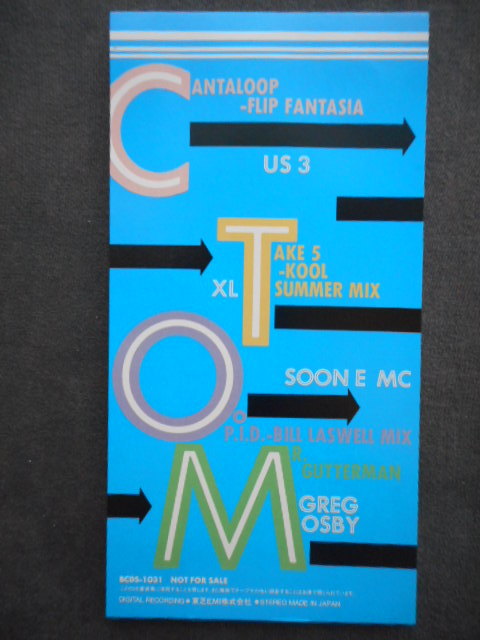 CANTALOOP
-FLIP FANTASIA
US 3
TAKE 5
-KOOL
XL SUMMER MIX
SOON E MC
O.P.I.D.-BILL LASWELL MIX
MR. GUTTERMAN
GREG
OSBY
BCDS-1031 NOT FOR SALE
DIGITAL RECORDING● 東芝EMI株式会社 ●STEREO MADE IN JAPAN